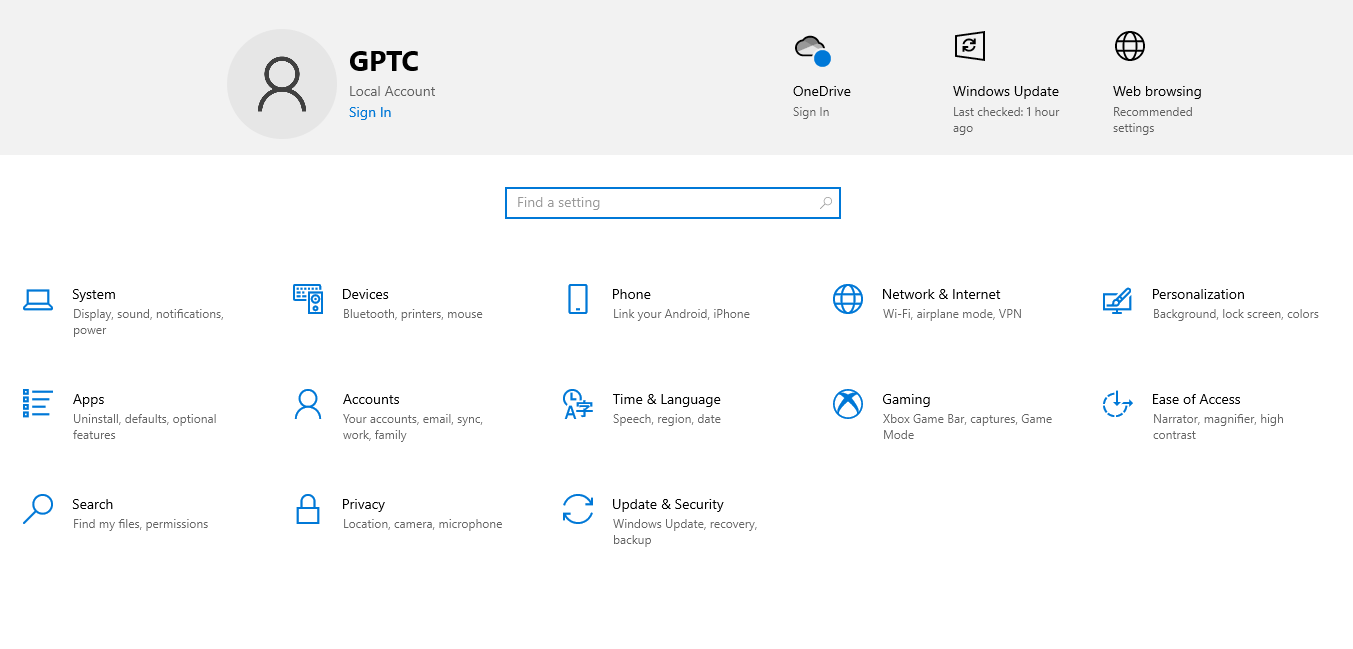 GPTC
Local Account
Sign In
OneDrive
Sign In
Windows Update
Last checked: 1 hour
ago
Web browsing
Recommended
settings
Find a setting
System
Display, sound, notifications,
power
Devices
Bluetooth, printers, mouse
Phone
Link your Android, iPhone
Network & Internet
Wi-Fi, airplane mode, VPN
Personalization
Background, lock screen, colors
Apps
Uninstall, defaults, optional
features
Accounts
Your accounts, email, sync,
work, family
Time & Language
Speech, region, date
Gaming
Xbox Game Bar, captures, Game
Mode
Ease of Access
Narrator, magnifier, high
contrast
Search
Find my files, permissions
Privacy
Location, camera, microphone
Update & Security
Windows Update, recovery,
backup